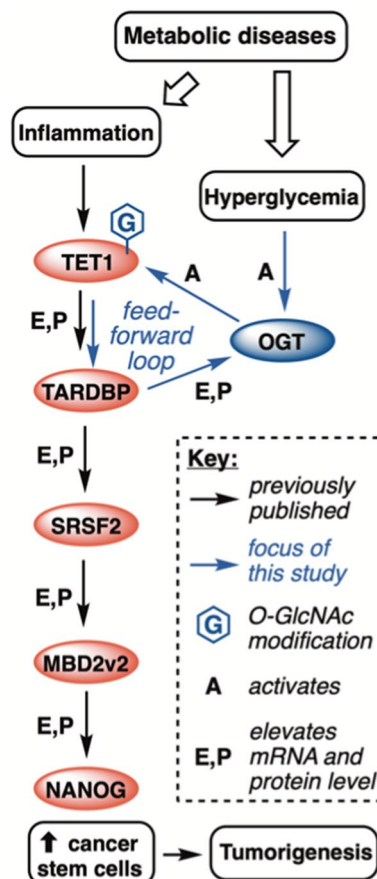 Metabolic diseases
Inflammation
Hyperglycemia
G
TET1
A
A
E,P
feed-
forward
loop
OGT
TARDBP
E,P
E,P
Key:
previously
published
SRSF2
focus of
this study
E,P
G
O-GlcNAc
modification
MBD2v2
A
activates
E,P
E,P
elevates
mRNA and
protein level
NANOG
cancer
stem cells
Tumorigenesis